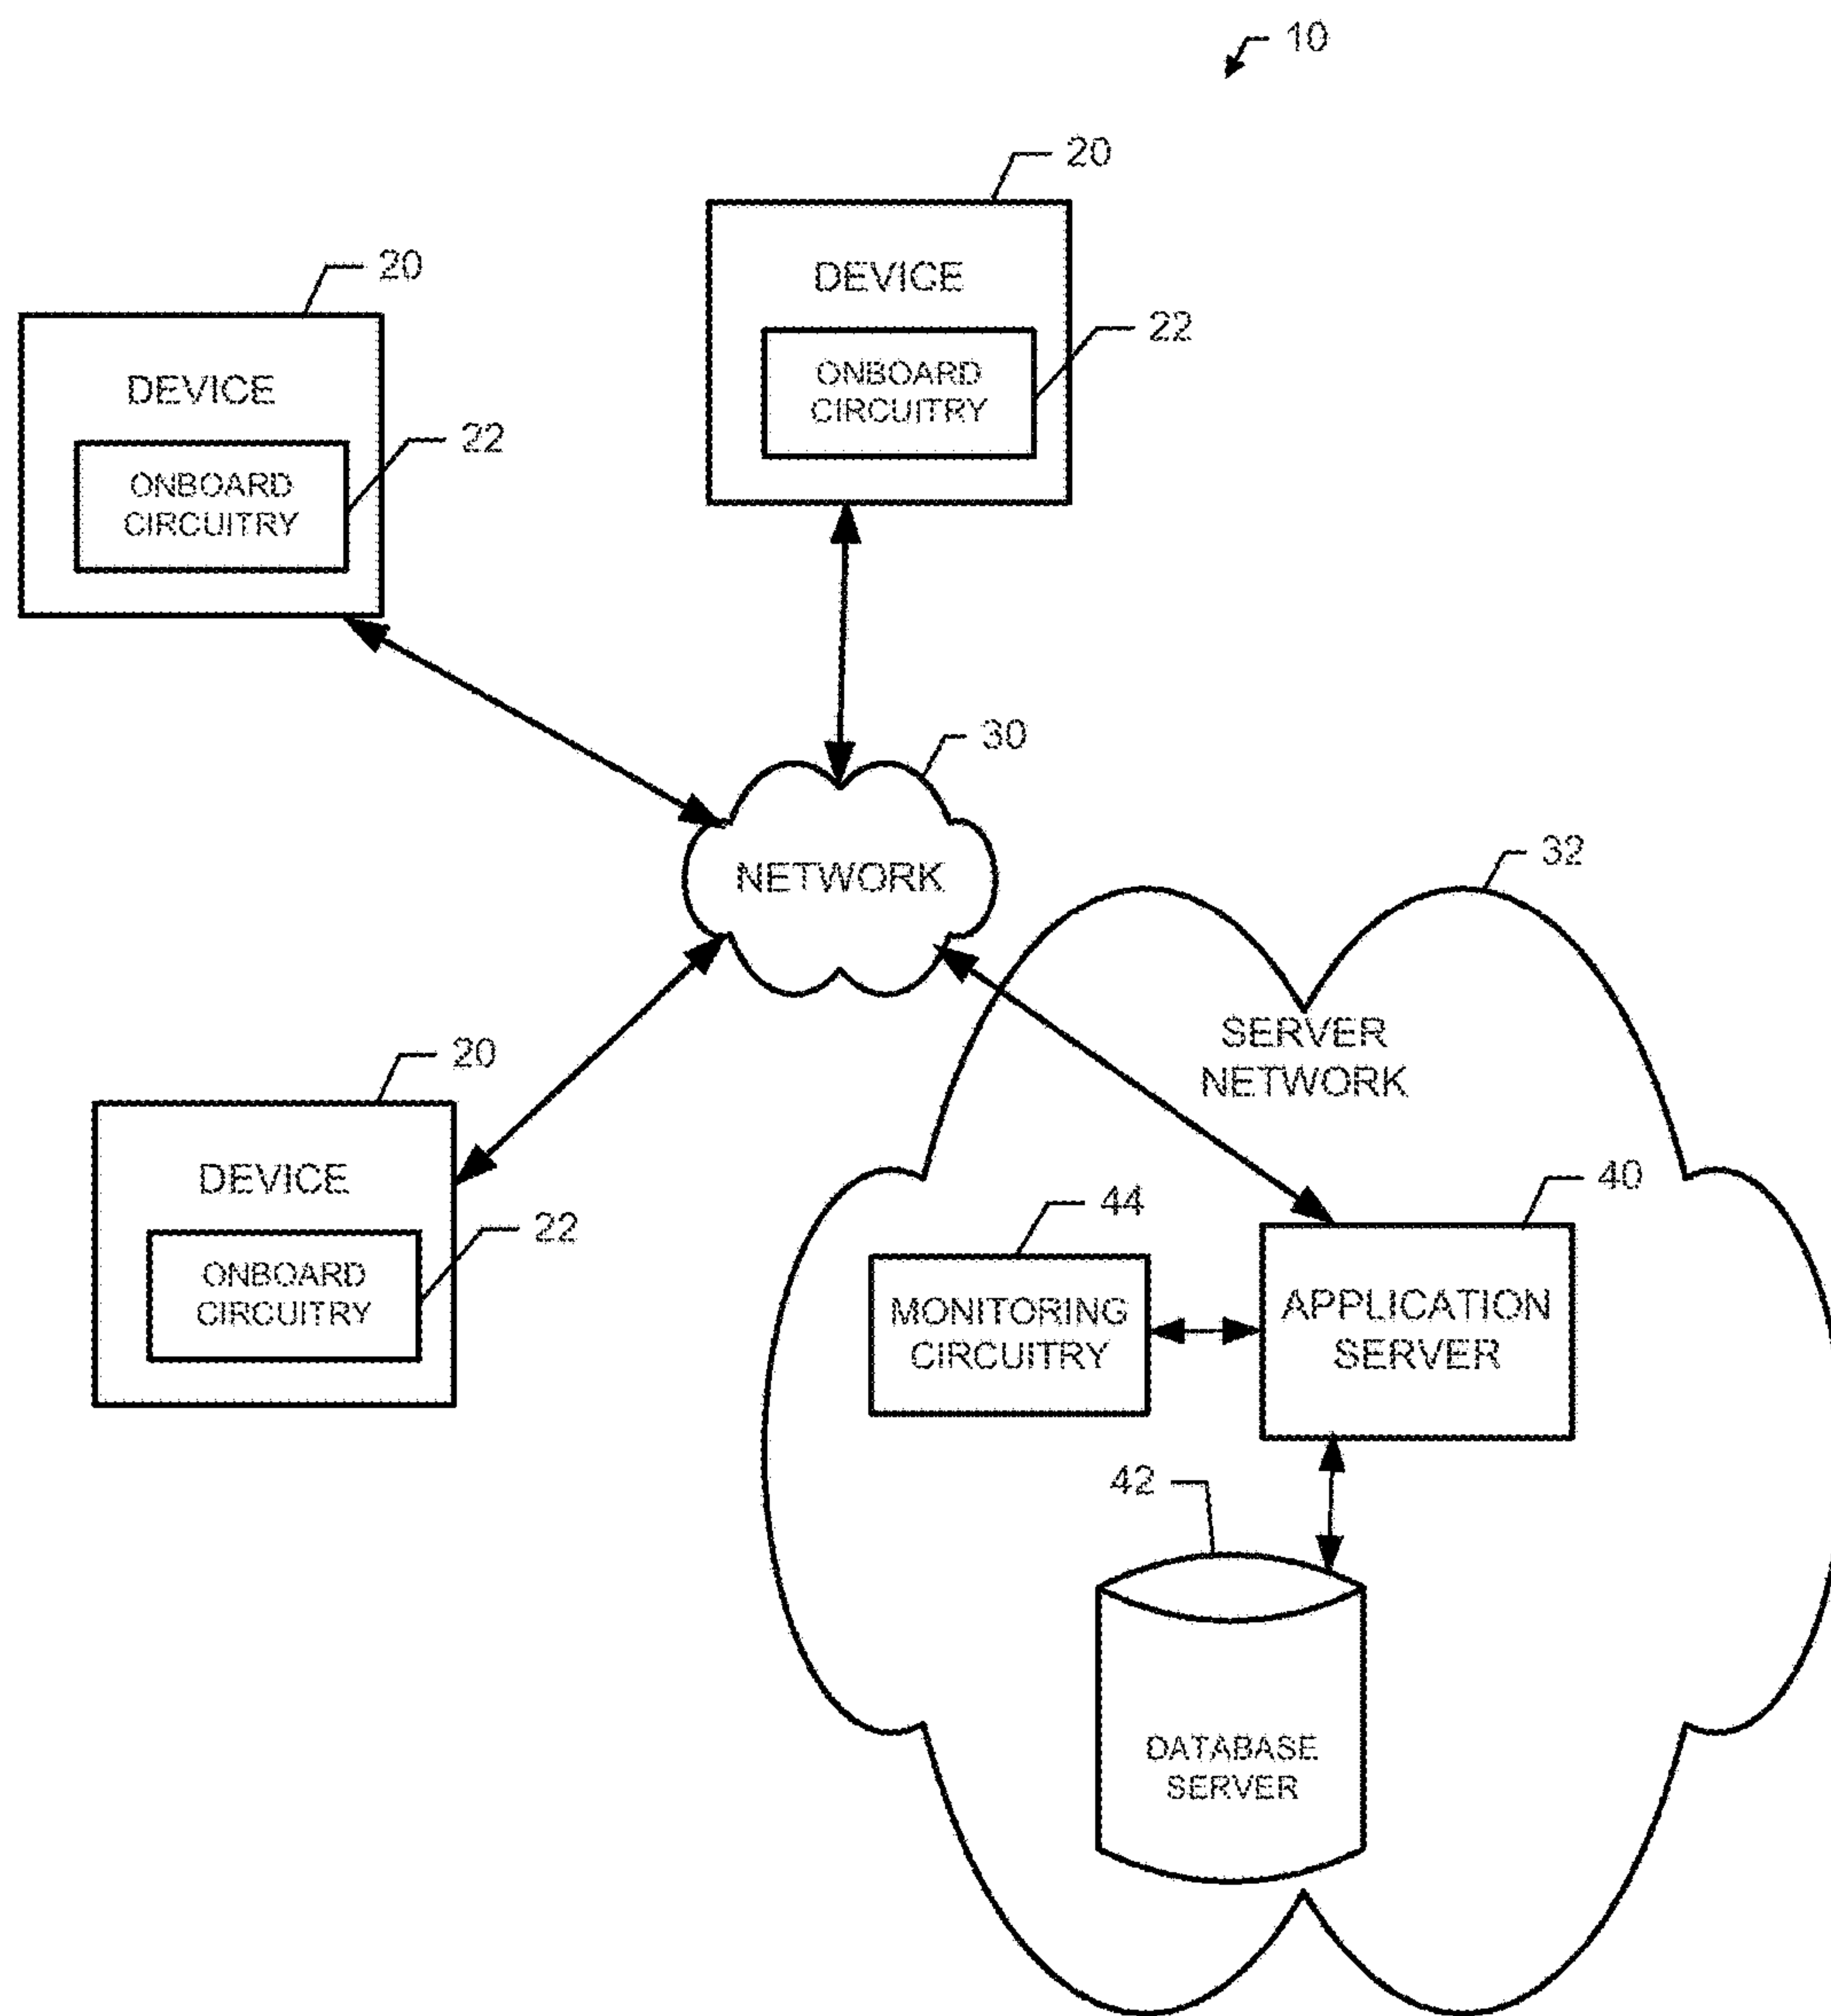 10
20
DEVICE
22
ONBOARD
CIRCUITRY
20
DEVICE
22
ONBOARD
CIRCUITRY
30
NETWORK
32
SERVER
NETWORK
20
DEVICE
22
ONBOARD
CIRCUITRY
44
MONITORING
CIRCUITRY
40
APPLICATION
SERVER
42
DATABASE
SERVER